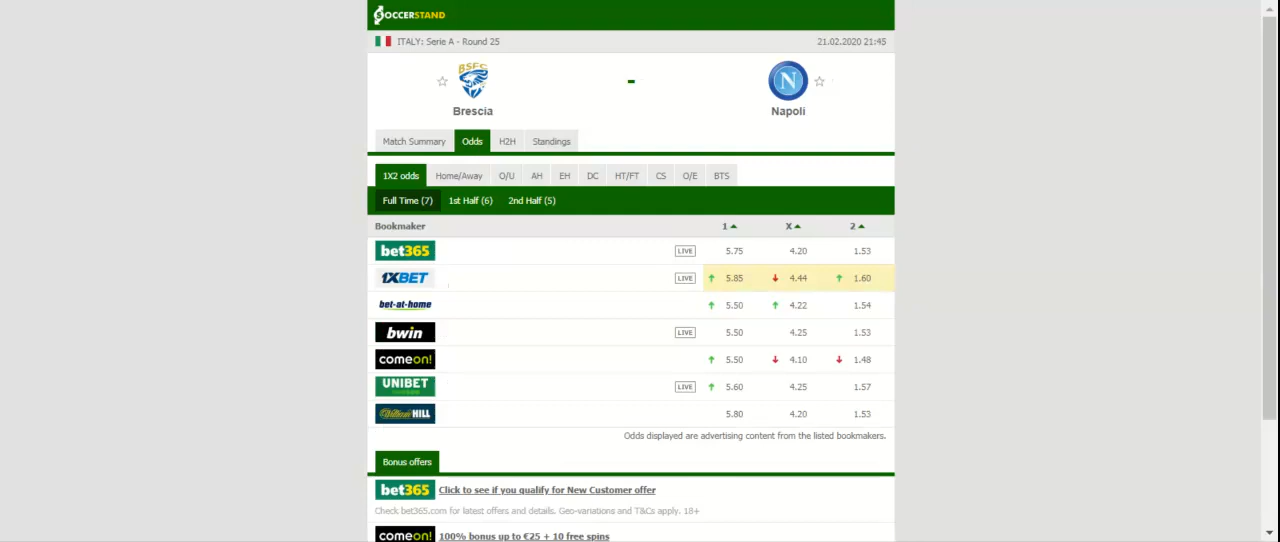 SOCCERSTAND
ITALY: Serie A - Round 25 21.02.2020 21:45
BSFC N
-
Brescia Napoli
Match Summary Odds H2H Standings
1X2 odds Home/Away O/U AH EH DC HT/FT CS O/E BTS
Full Time (7) 1st Half (6) 2nd Half (5)
Bookmaker 1 X 2
bet365 LIVE 5.75 4.20 1.53
1XBET LIVE 5.85 4.44 1.60
bet-at-home 5.50 4.22 1.54
bwin LIVE 5.50 4.25 1.53
comeon! 5.50 4.10 1.48
UNIBET LIVE 5.60 4.25 1.57
William HILL 5.80 4.20 1.53
Odds displayed are advertising content from the listed bookmakers.
Bonus offers
bet365 Click to see if you qualify for New Customer offer
Check bet365.com for latest offers and details. Geo-variations and T&Cs apply. 18+
comeon! 100% bonus up to €25 + 10 free spins